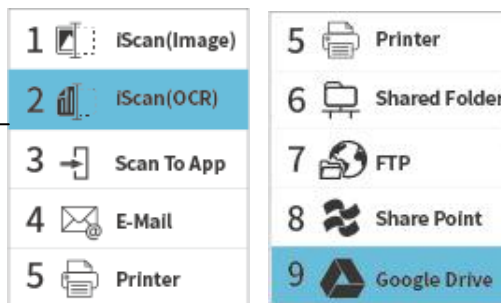 1 iScan(Image)
2 iScan(OCR)
3 Scan To App
4 E-Mail
5 Printer
5 Printer
6 Shared Folder
7 FTP
8 Share Point
9 Google Drive